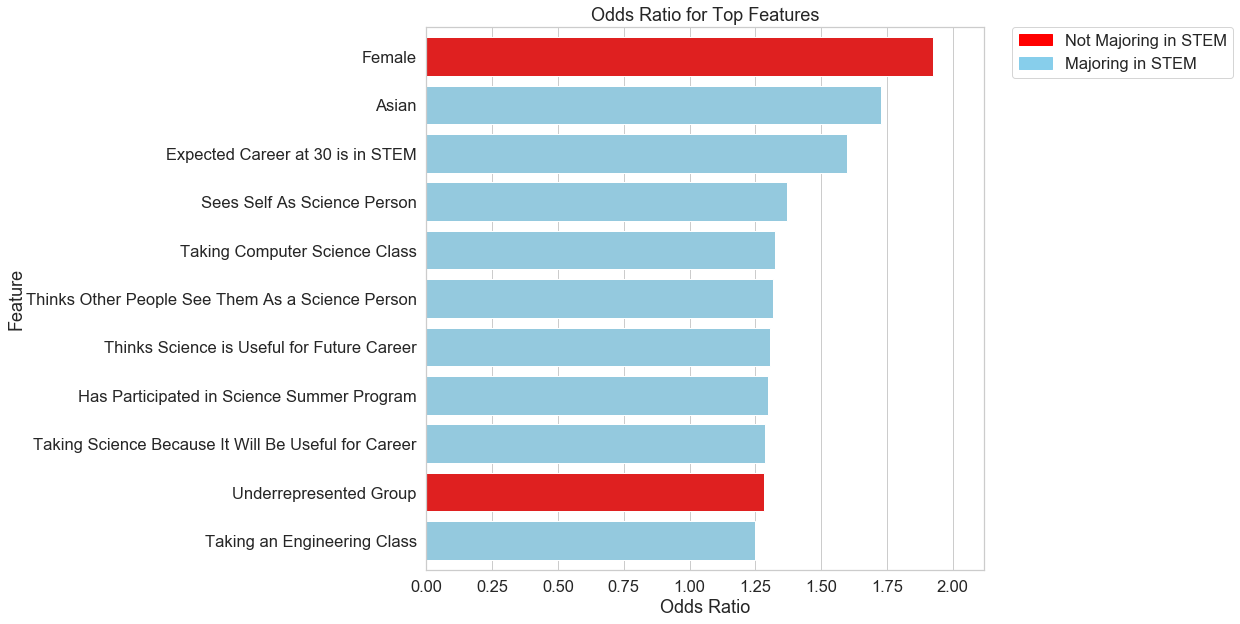 Odds Ratio for Top Features
Not Majoring in STEM
Majoring in STEM
Feature
Female
Asian
Expected Career at 30 is in STEM
Sees Self As Science Person
Taking Computer Science Class
Thinks Other People See Them As a Science Person
Thinks Science is Useful for Future Career
Has Participated in Science Summer Program
Taking Science Because It Will Be Useful for Career
Underrepresented Group
Taking an Engineering Class
0.00 0.25 0.50 0.75 1.00 1.25 1.50 1.75 2.00
Odds Ratio